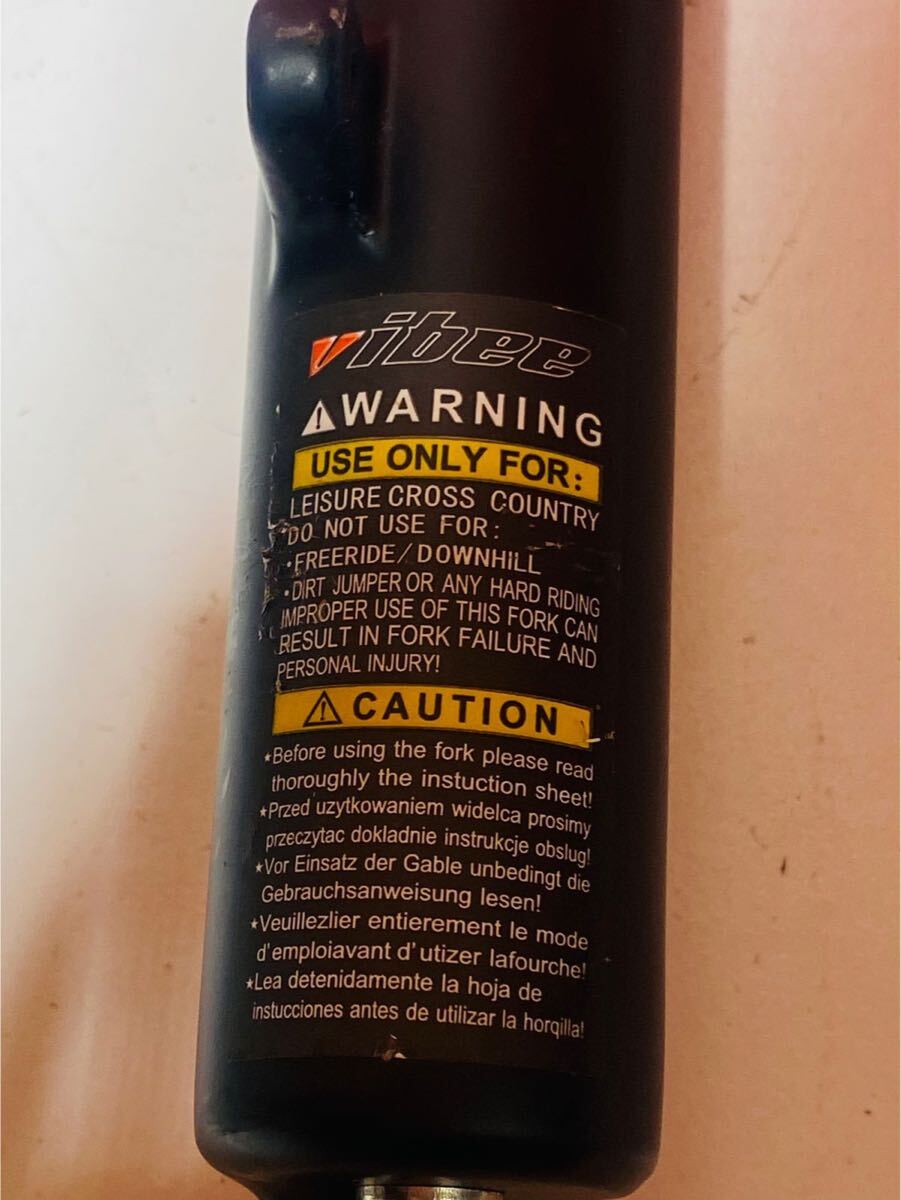 vibee
⚠WARNING
USE ONLY FOR:
LEISURE CROSS COUNTRY
•DO NOT USE FOR:
•FREERIDE/DOWNHILL
•DIRT JUMPER OR ANY HARD RIDING
IMPROPER USE OF THIS FORK CAN
RESULT IN FORK FAILURE AND
PERSONAL INJURY!
⚠CAUTION
★Before using the fork please read
thoroughly the instuction sheet!
★Przed uzytkowaniem widelca prosimy
przeczytac dokladnie instrukcje obslug!
★Vor Einsatz der Gable unbedingt die
Gebrauchsanweisung lesen!
★Veuillezlier entierement le mode
d'emploiavant d'utizer lafourche!
★Lea detenidamente la hoja de
instucciones antes de utilizar la horqilla!